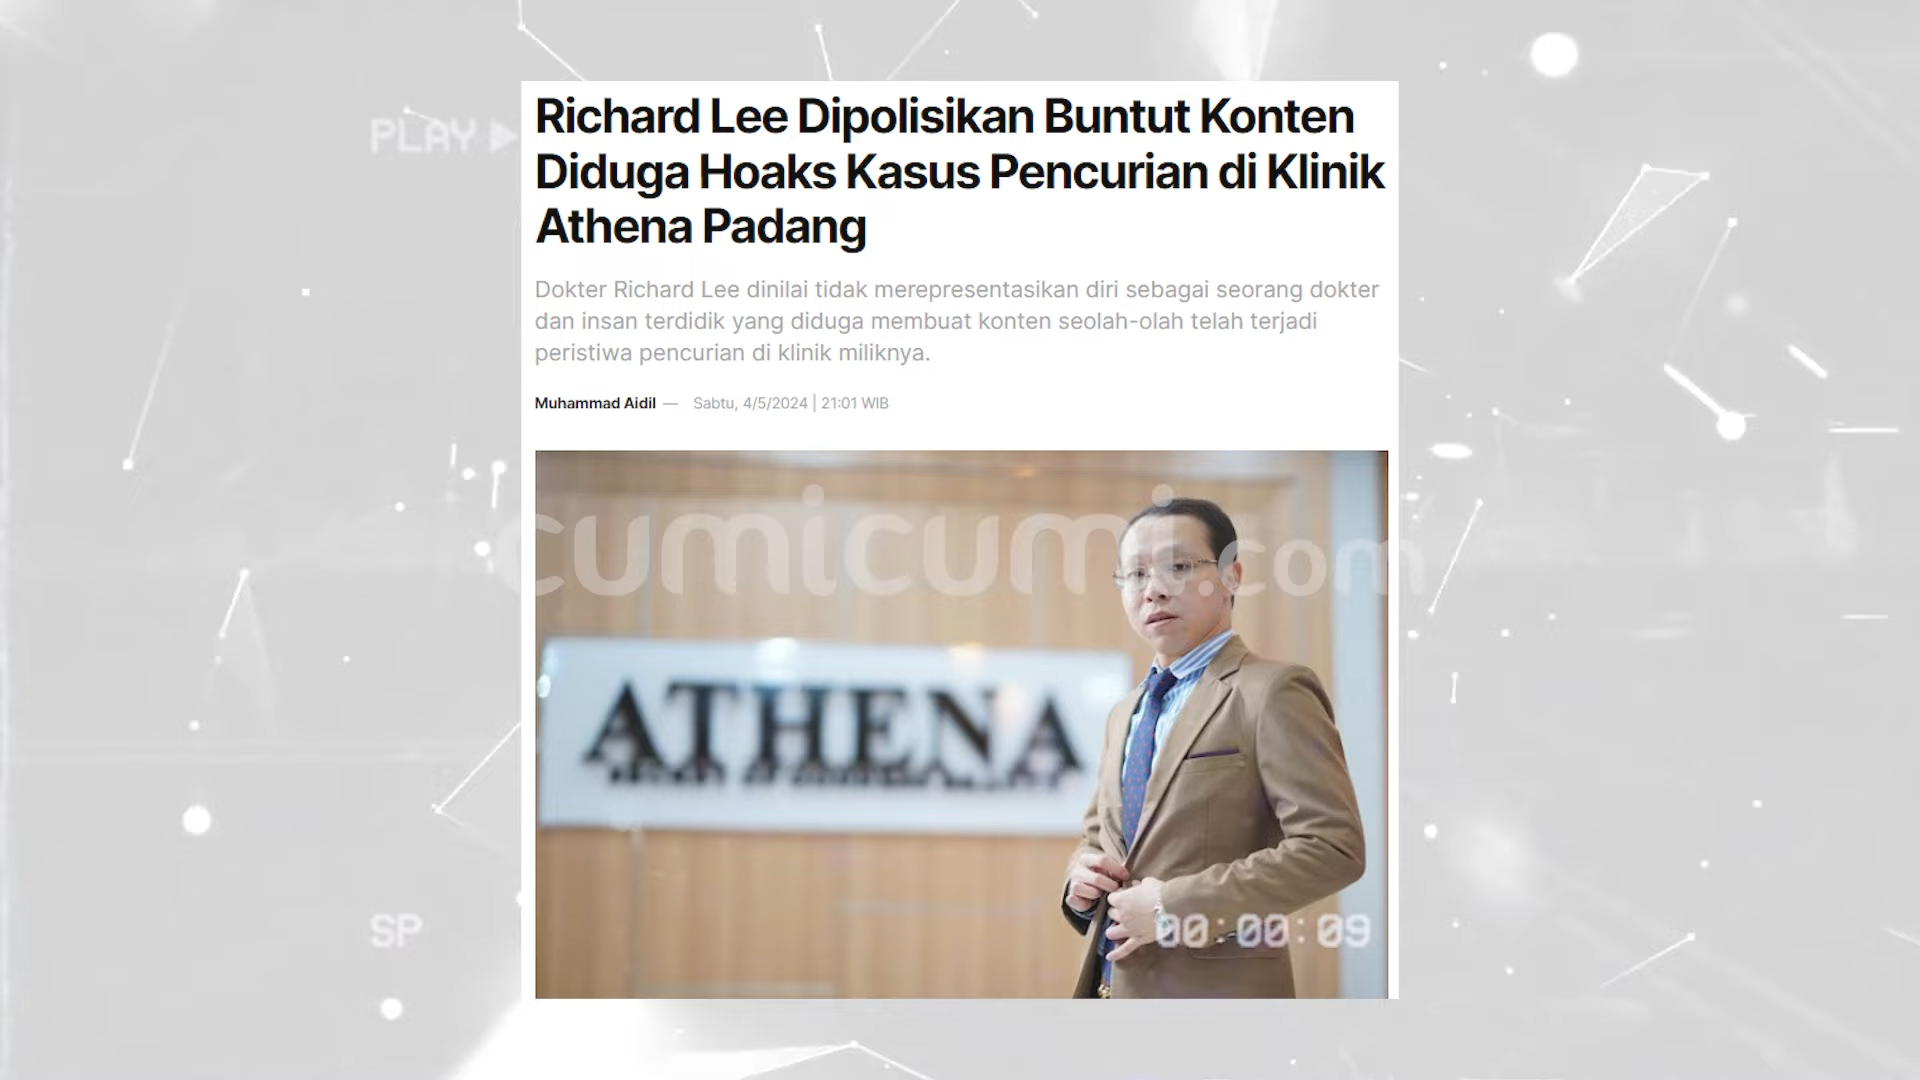 PLAY
Richard Lee Dipolisikan Buntut Konten
Diduga Hoaks Kasus Pencurian di Klinik
Athena Padang
Dokter Richard Lee dinilai tidak merepresentasikan diri sebagai seorang dokter
dan insan terdidik yang diduga membuat konten seolah-olah telah terjadi
peristiwa pencurian di klinik miliknya.
Muhammad Aidil — Sabtu, 4/5/2024 | 21:01 WIB
cumicumi.com
ATHENA
SP
00:00:09